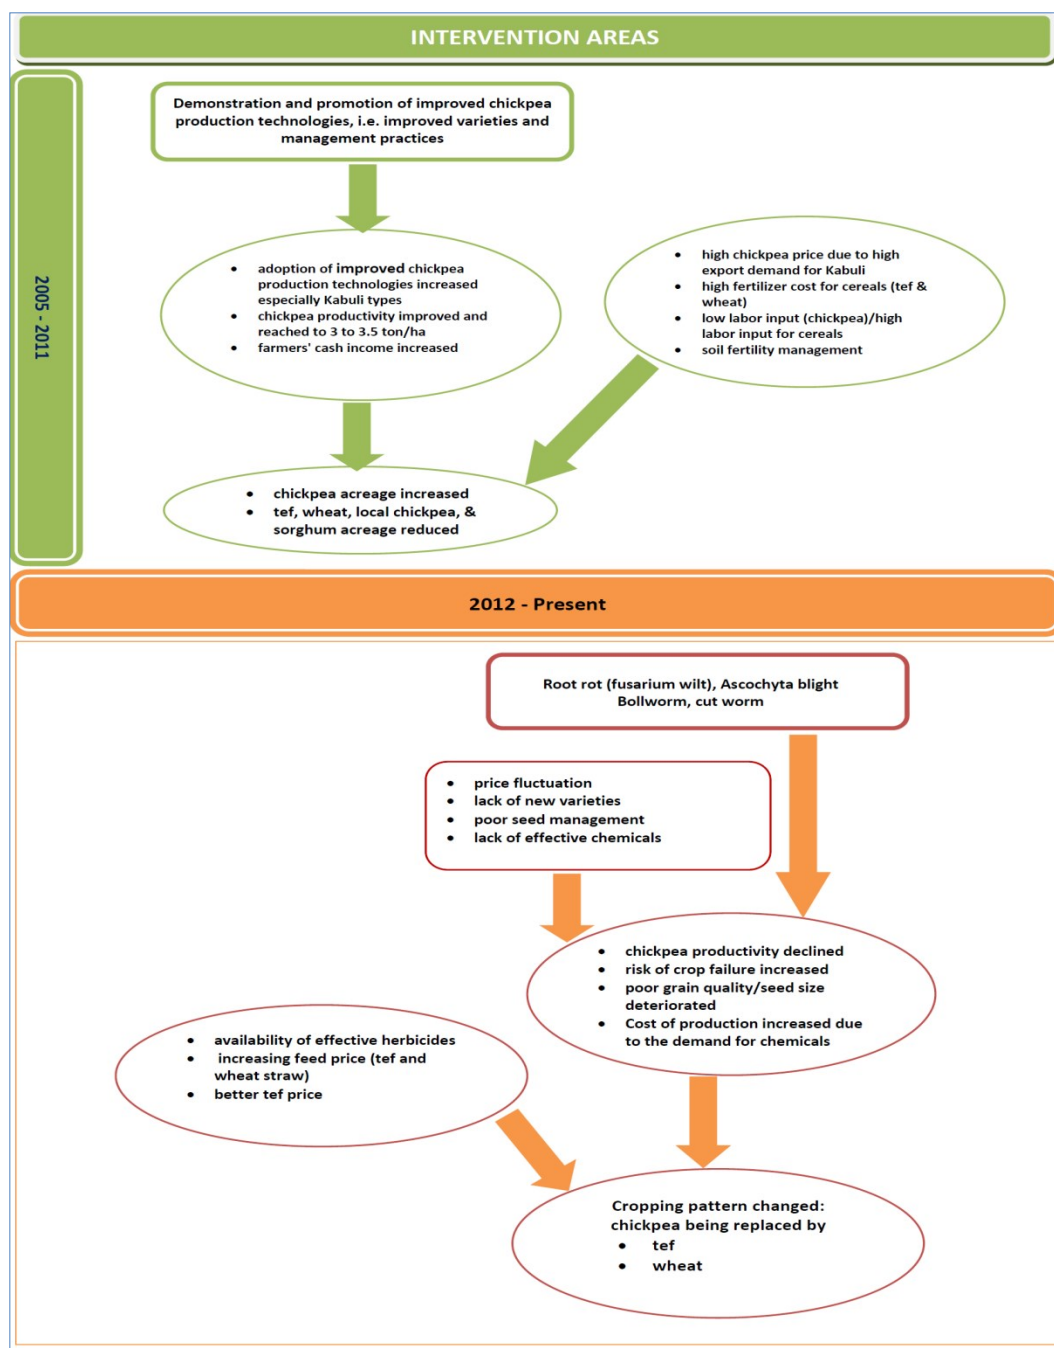 INTERVENTION AREAS
2005 - 2011
Demonstration and promotion of improved chickpea
production technologies, i.e. improved varieties and
management practices
• adoption of improved chickpea
production technologies increased
especially Kabuli types
• chickpea productivity improved and
reached to 3 to 3.5 ton/ha
• farmers' cash income increased
• high chickpea price due to high
export demand for Kabuli
• high fertilizer cost for cereals (tef &
wheat)
• low labor input (chickpea)/high
labor input for cereals
• soil fertility management
• chickpea acreage increased
• tef, wheat, local chickpea, &
sorghum acreage reduced
2012 - Present
Root rot (fusarium wilt), Ascochyta blight
Bollworm, cut worm
• price fluctuation
• lack of new varieties
• poor seed management
• lack of effective chemicals
• chickpea productivity declined
• risk of crop failure increased
• poor grain quality/seed size
deteriorated
• Cost of production increased due
to the demand for chemicals
• availability of effective herbicides
• increasing feed price (tef and
wheat straw)
• better tef price
Cropping pattern changed:
chickpea being replaced by
• tef
• wheat